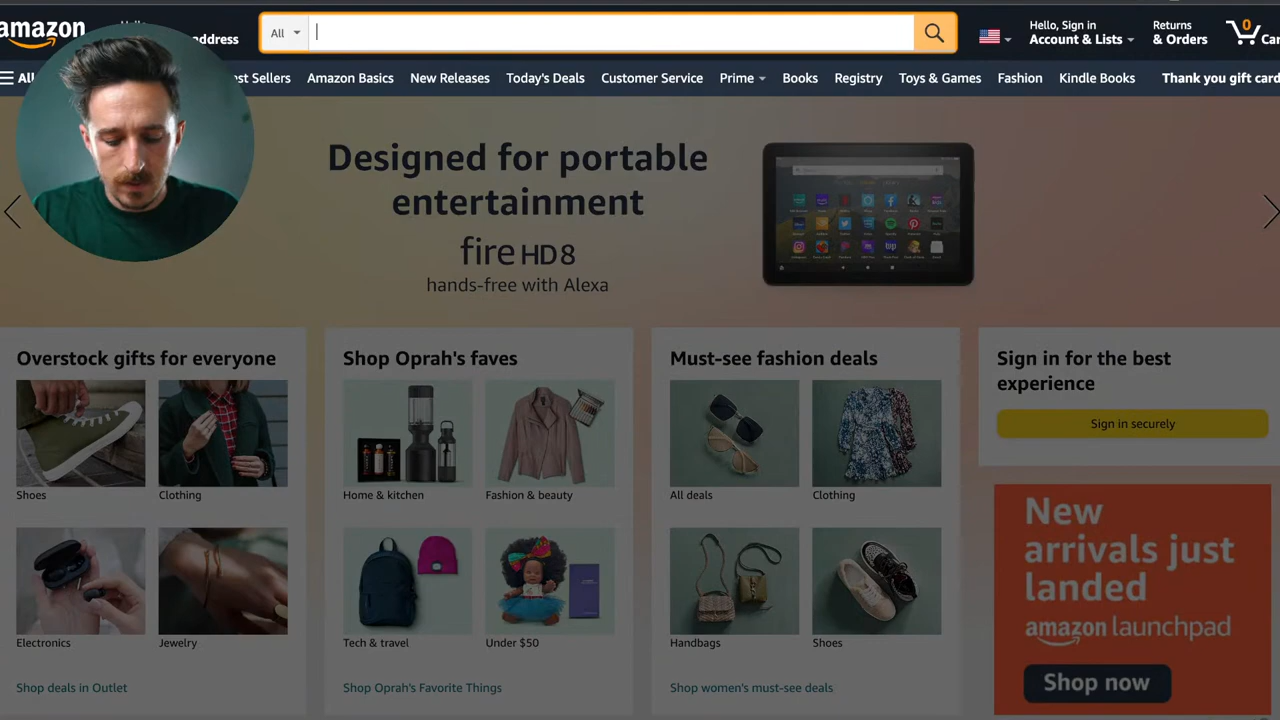 amazon
Hello
address
All
Hello, Sign in
Account & Lists
Returns
& Orders
0
Car
All
st Sellers
Amazon Basics
New Releases
Today's Deals
Customer Service
Prime
Books
Registry
Toys & Games
Fashion
Kindle Books
Thank you gift card
Designed for portable
entertainment
fire HD 8
hands-free with Alexa
Overstock gifts for everyone
Shop Oprah's faves
Must-see fashion deals
Sign in for the best
experience
Sign in securely
Shoes
Clothing
Home & kitchen
Fashion & beauty
All deals
Clothing
New
arrivals just
landed
amazon launchpad
Shop now
Electronics
Jewelry
Tech & travel
Under $50
Handbags
Shoes
Shop deals in Outlet
Shop Oprah's Favorite Things
Shop women's must-see deals